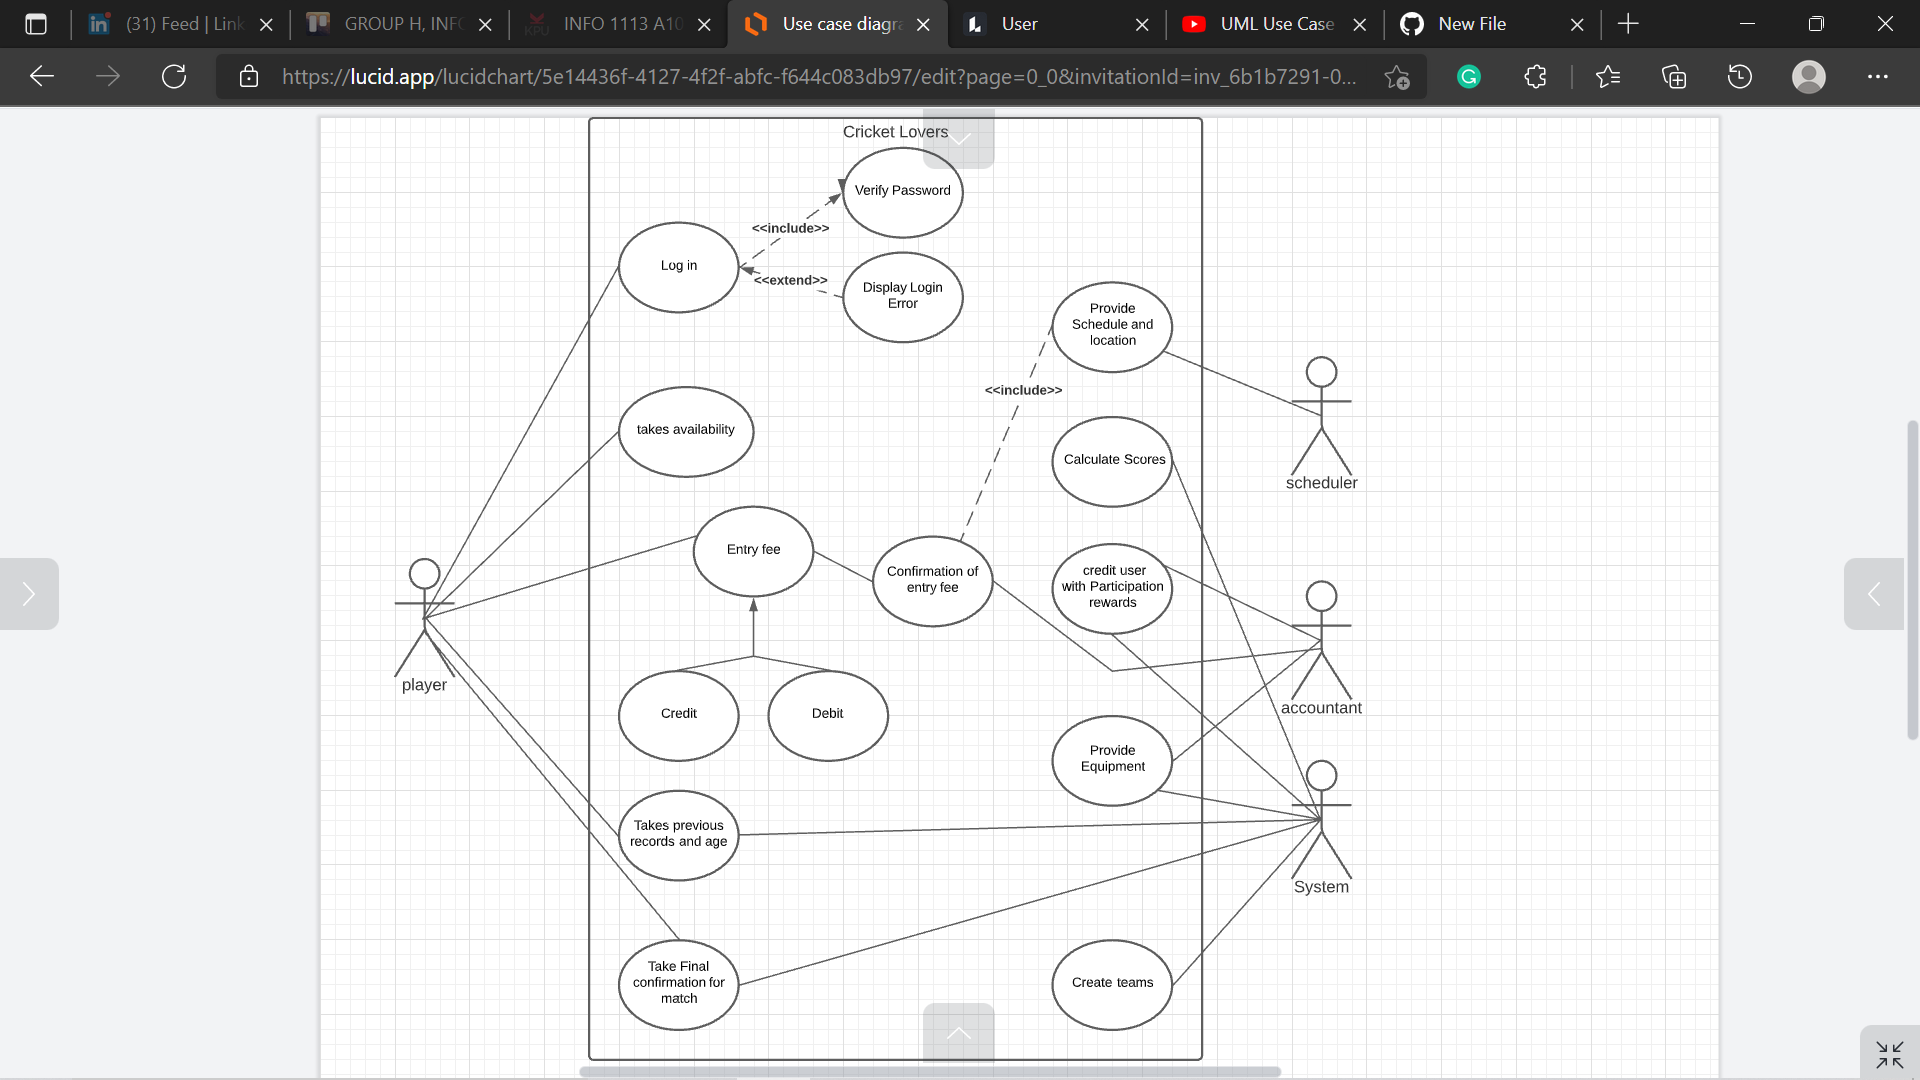 (31) Feed | Link
GROUP H, INF
INFO 1113 A10
Use case diagra
User
UML Use Case
New File
https://lucid.app/lucidchart/5e14436f-4127-4f2f-abfc-f644c083db97/edit?page=0_0&invitationId=inv_6b1b7291-0...
Cricket Lovers
Verify Password
<<include>>
Log in
<<extend>>
Display Login
Error
Provide
Schedule and
location
<<include>>
takes availability
Calculate Scores
scheduler
Entry fee
Confirmation of
entry fee
credit user
with Participation
rewards
player
Credit
Debit
accountant
Provide
Equipment
Takes previous
records and age
System
Take Final
confirmation for
match
Create teams